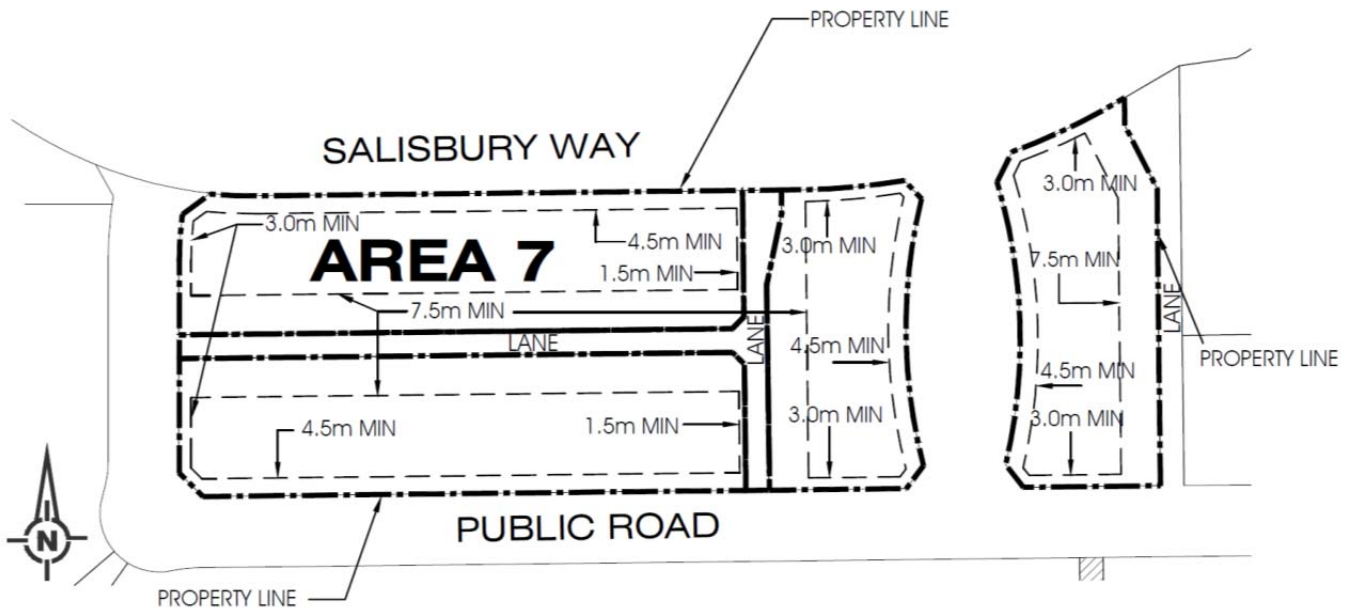 PROPERTY LINE
SALISBURY WAY
3.0m MIN
3.0m MIN
4.5m MIN
3.0m MIN
AREA 7
1.5m MIN
7.5m MIN
7.5m MIN
LANE
LANE
LANE
4.5m MIN
PROPERTY LINE
4.5m MIN
4.5m MIN
1.5m MIN
3.0m MIN
3.0m MIN
N
PUBLIC ROAD
PROPERTY LINE